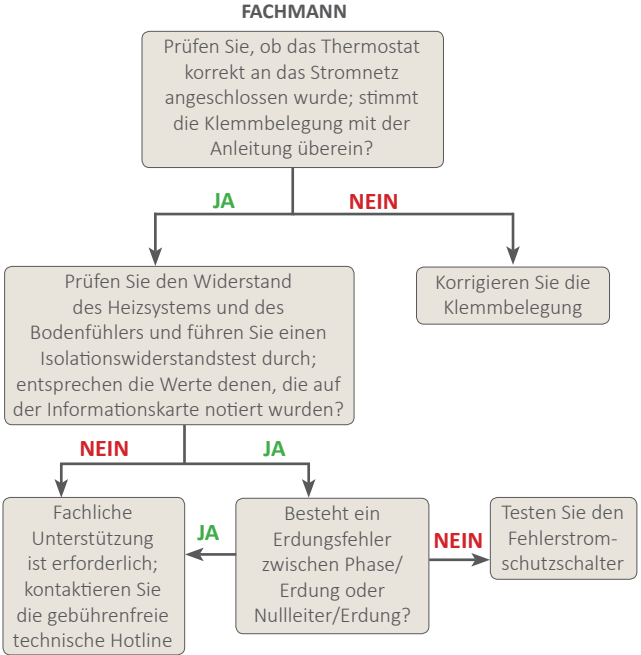 FACHMANN
Prüfen Sie, ob das Thermostat
korrekt an das Stromnetz
angeschlossen wurde; stimmt
die Klemmbelegung mit der
Anleitung überein?
JA
NEIN
Prüfen Sie den Widerstand
des Heizsystems und des
Bodenfühlers und führen Sie einen
Isolationswiderstandstest durch;
entsprechen die Werte denen, die auf
der Informationskarte notiert wurden?
Korrigieren Sie die
Klemmbelegung
NEIN
JA
Fachliche
Unterstützung
ist erforderlich;
kontaktieren Sie
die gebührenfreie
technische Hotline
JA
Besteht ein
Erdungsfehler
zwischen Phase/
Erdung oder
Nullleiter/Erdung?
NEIN
Testen Sie den
Fehlerstrom-
schutzschalter